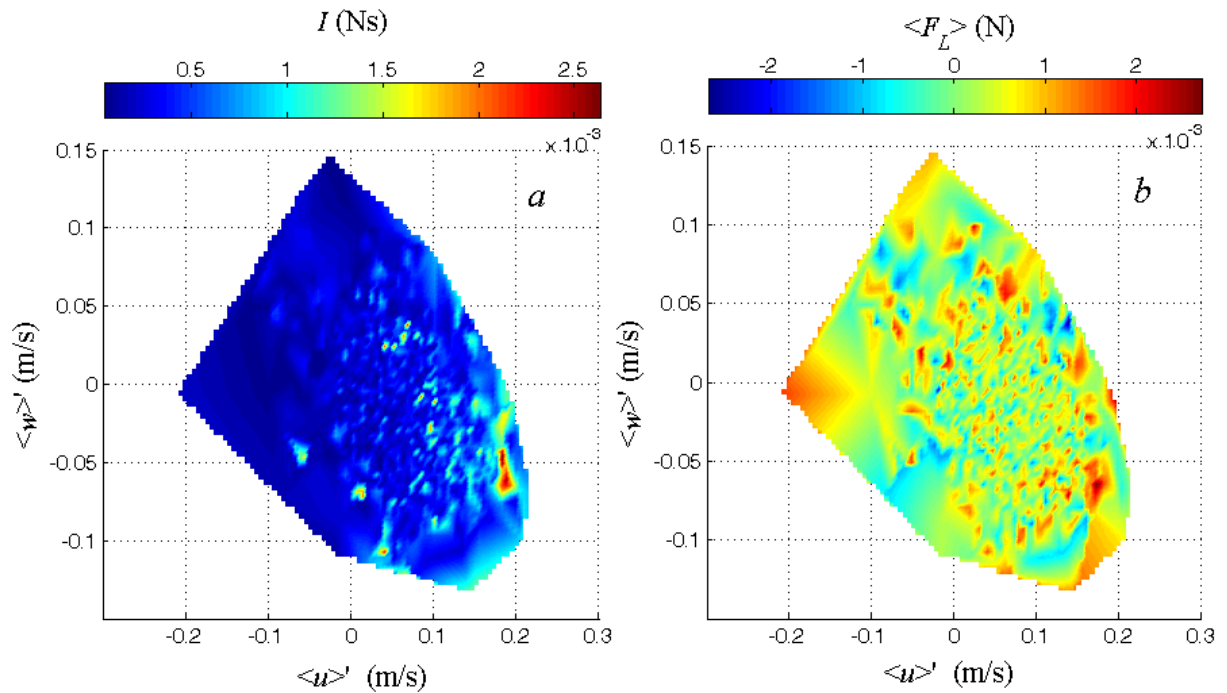 I (Ns)
0.5 1 1.5 2 2.5
x 10⁻³
a
0.15
0.1
0.05
0
-0.05
-0.1
<w>' (m/s)
-0.2 -0.1 0 0.1 0.2 0.3
<u>' (m/s)
<F_L> (N)
-2 -1 0 1 2
x 10⁻³
b
0.15
0.1
0.05
0
-0.05
-0.1
<w>' (m/s)
-0.2 -0.1 0 0.1 0.2 0.3
<u>' (m/s)